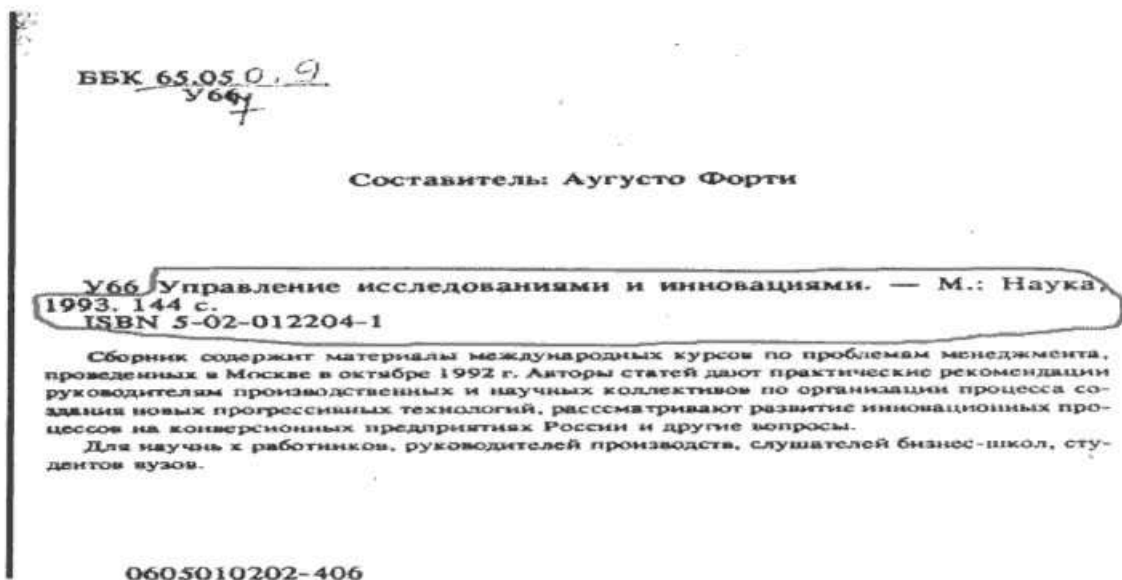 ББК 65.05 0.9
У66
Составитель: Аугусто Форти
У66 Управление исследованиями и инновациями. — М.: Наука,
1993. 144 с.
ISBN 5-02-012204-1
Сборник содержит материалы международных курсов по проблемам менеджмента,
проведенных в Москве в октябре 1992 г. Авторы статей дают практические рекомендации
руководителям производственных и научных коллективов по организации процесса со-
здания новых прогрессивных технологий, расссматривают развитие инновационных про-
цессов на конверсионных предприятиях России и другие вопросы.
Для научнь х работников, руководителей производств, слушателей бизнес-школ, сту-
дентов вузов.
0605010202-406